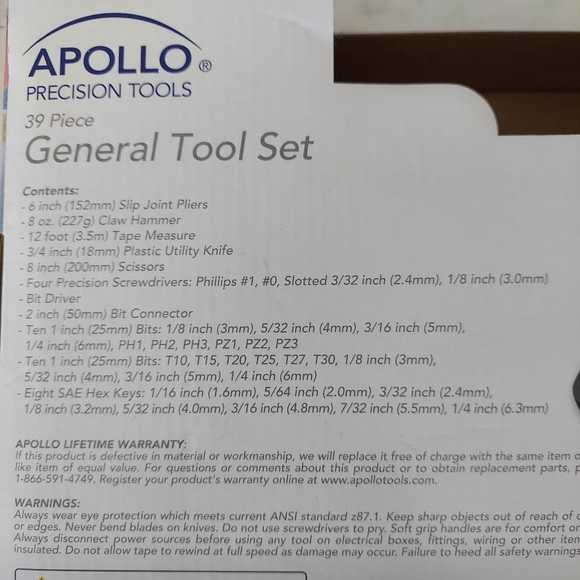 APOLLO ®
PRECISION TOOLS
39 Piece
General Tool Set
Contents:
- 6 inch (152mm) Slip Joint Pliers
- 8 oz. (227g) Claw Hammer
- 12 foot (3.5m) Tape Measure
- 3/4 inch (18mm) Plastic Utility Knife
- 8 inch (200mm) Scissors
- Four Precision Screwdrivers: Phillips #1, #0, Slotted 3/32 inch (2.4mm), 1/8 inch (3.0mm)
- Bit Driver
- 2 inch (50mm) Bit Connector
- Ten 1 inch (25mm) Bits: 1/8 inch (3mm), 5/32 inch (4mm), 3/16 inch (5mm),
1/4 inch (6mm), PH1, PH2, PH3, PZ1, PZ2, PZ3
- Ten 1 inch (25mm) Bits: T10, T15, T20, T25, T27, T30, 1/8 inch (3mm),
5/32 inch (4mm), 3/16 inch (5mm), 1/4 inch (6mm)
- Eight SAE Hex Keys: 1/16 inch (1.6mm), 5/64 inch (2.0mm), 3/32 inch (2.4mm),
1/8 inch (3.2mm), 5/32 inch (4.0mm), 3/16 inch (4.8mm), 7/32 inch (5.5mm), 1/4 inch (6.3mm)
APOLLO LIFETIME WARRANTY:
If this product is defective in material or workmanship, we will replace it free of charge with the same item o
like item of equal value. For questions or comments about this product or to obtain replacement parts, p
1-866-591-4749. Register your product's warranty online at www.apollotools.com.
WARNINGS:
Always wear eye protection which meets current ANSI standard z87.1. Keep sharp objects out of reach of c
or edges. Never bend blades on knives. Do not use screwdrivers to pry. Soft grip handles are for comfort on
Always disconnect power sources before using any tool on electrical boxes, fittings, wiring or other item
insulated. Do not allow tape to rewind at full speed as damage may occur. Failure to heed all safety warnings